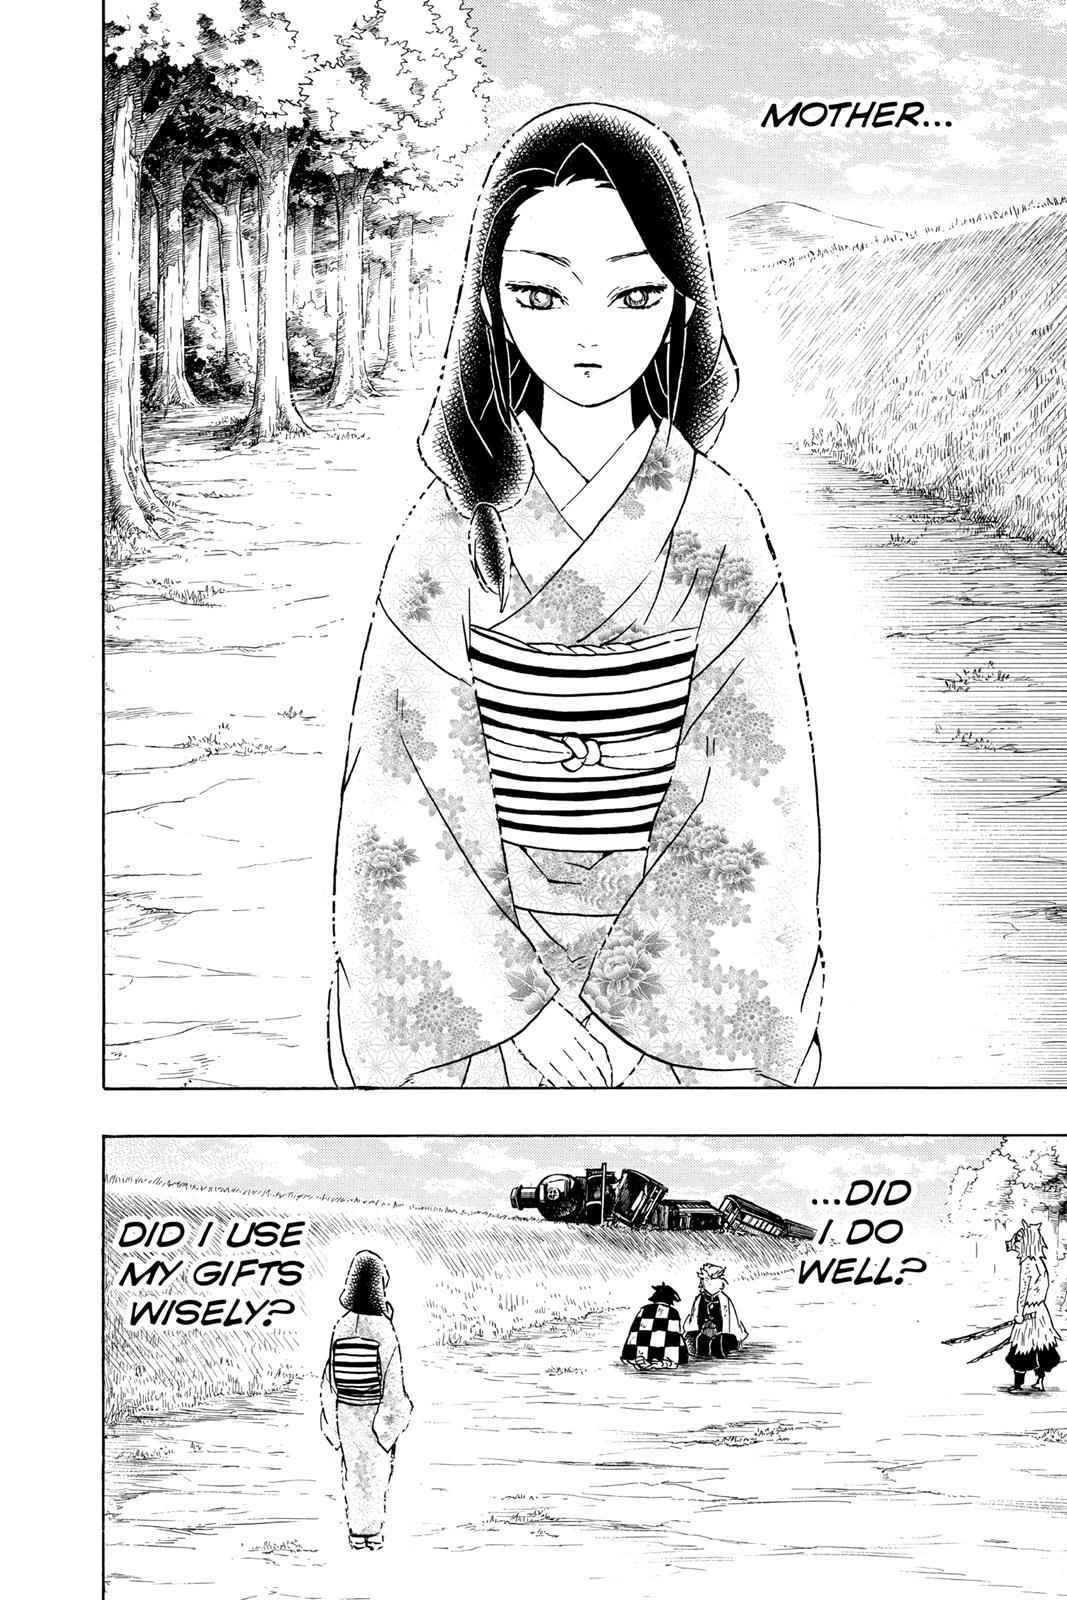 MOTHER...
...DID
I DO
WELL?
DID I USE
MY GIFTS
WISELY?